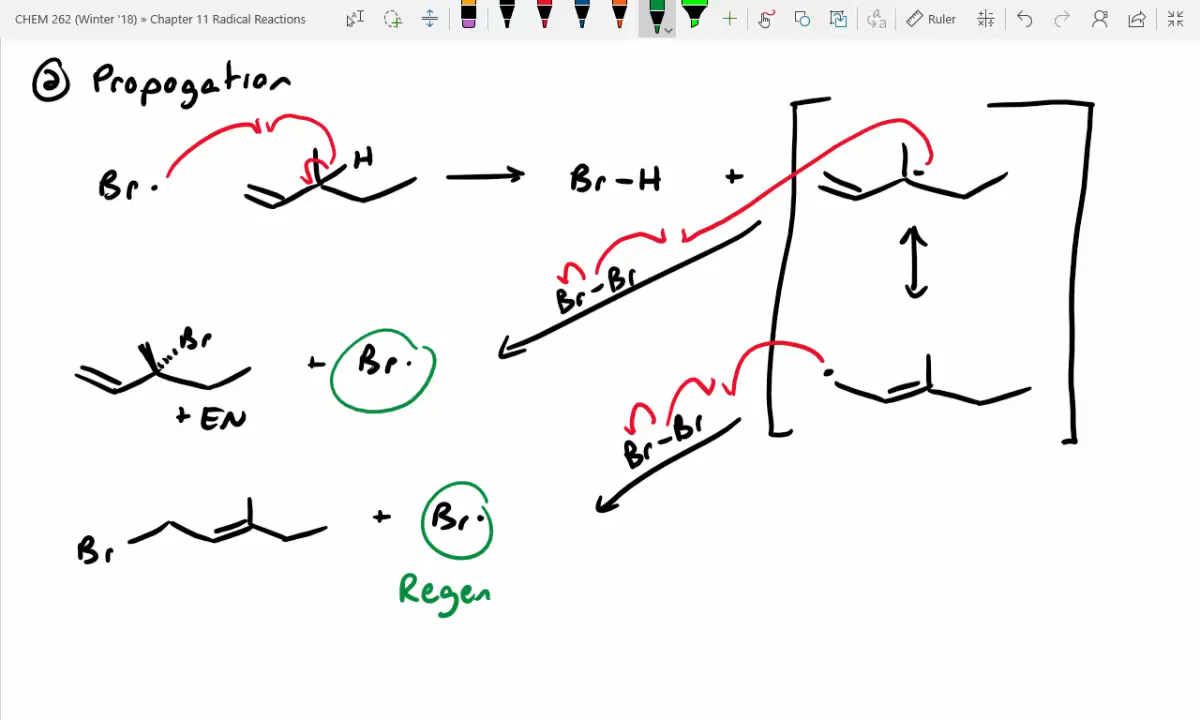 CHEM 262 (Winter '18) » Chapter 11 Radical Reactions
Ruler
② Propogation
Br· H Br-H +
Br-Br
Br + Br·
+ EN
Br-Br
Br + Br·
Regen